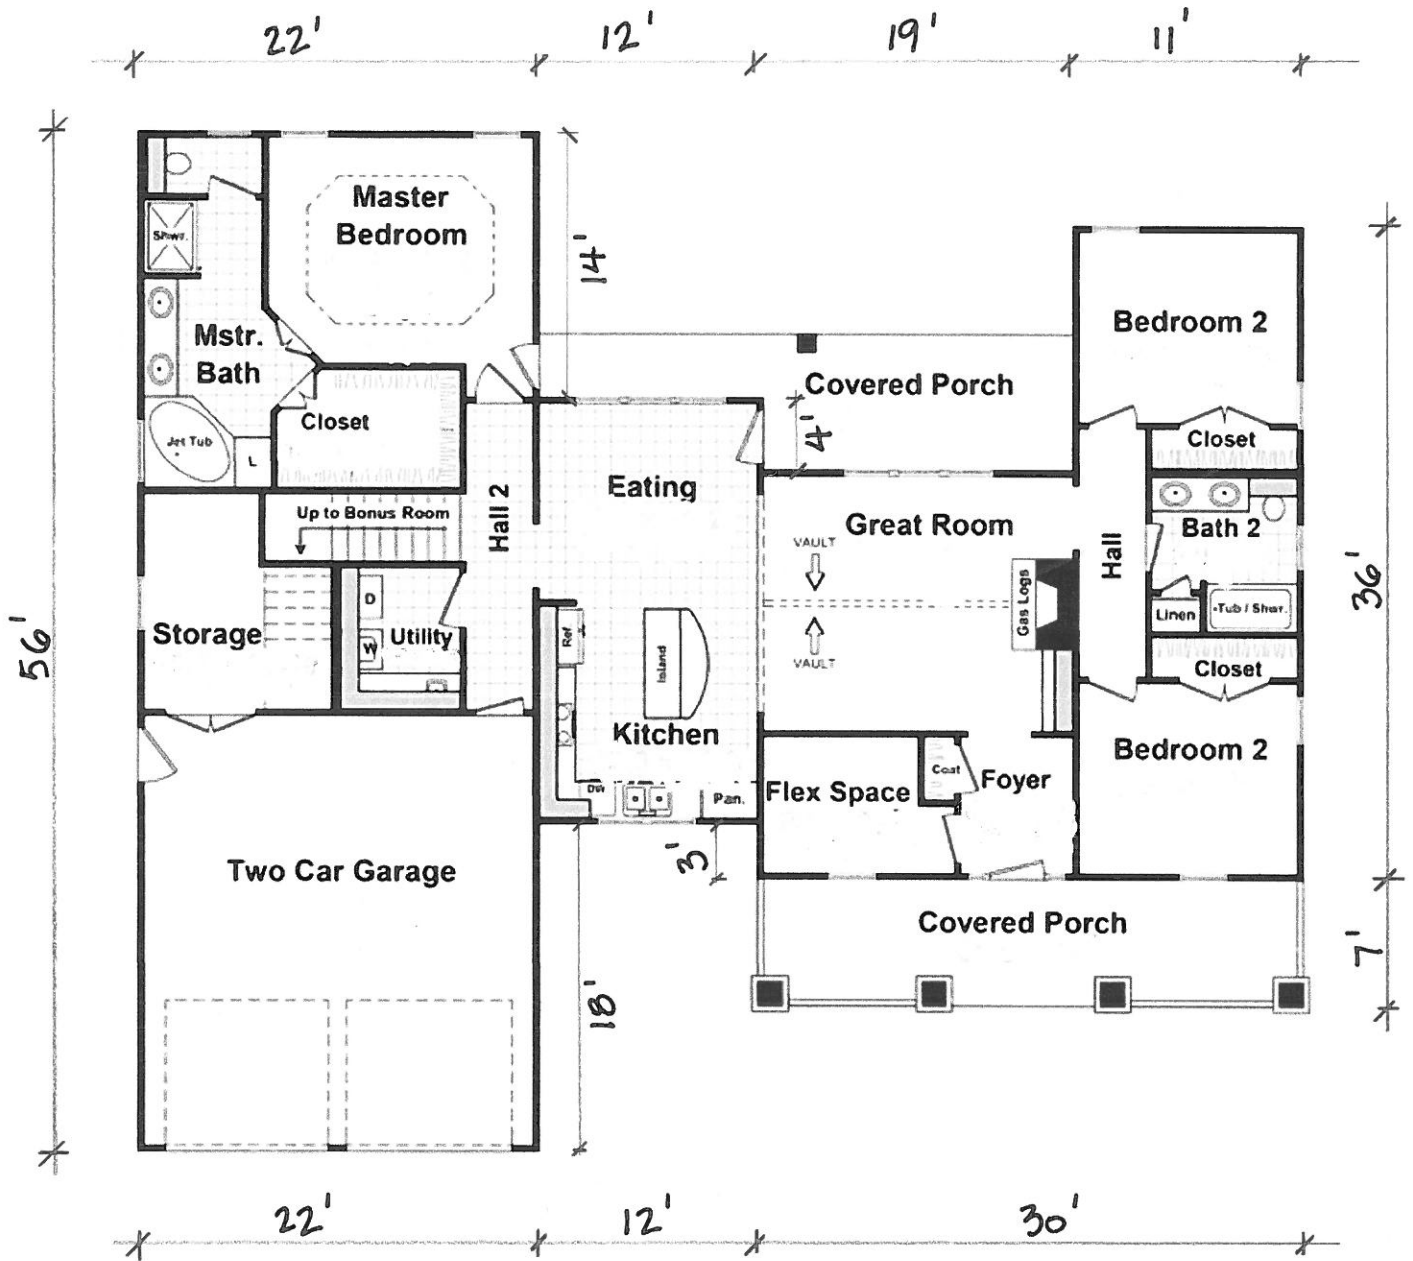 22'
12'
19'
11'
Master
Bedroom
14'
Shwr.
Mstr.
Bath
Closet
Jet Tub
L
Covered Porch
4'
Bedroom 2
Closet
Up to Bonus Room
Hall 2
Eating
Great Room
VAULT
VAULT
Gas Logs
Hall
Bath 2
Linen
Tub / Shwr.
Closet
36'
56'
Storage
D
W
Utility
Ref
Island
Kitchen
DW
Pan.
Flex Space
Coat
Foyer
Bedroom 2
3'
Two Car Garage
Covered Porch
7'
18'
22'
12'
30'